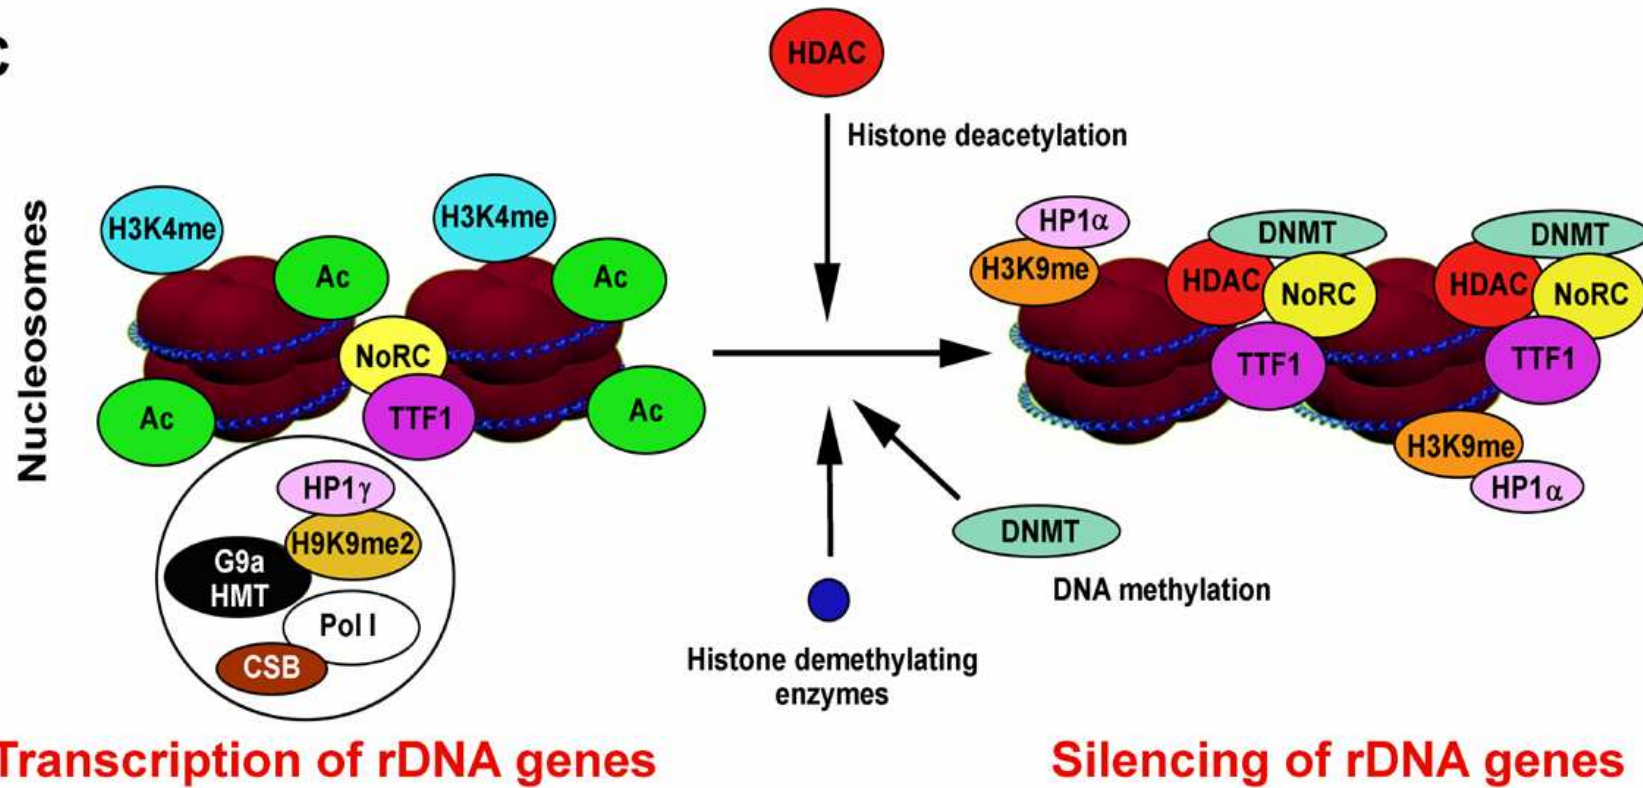 C
HDAC
Histone deacetylation
Nucleosomes
H3K4me
H3K4me
Ac
Ac
NoRC
Ac
TTF1
Ac
HP1γ
H9K9me2
G9a
HMT
Pol I
CSB
HP1α
DNMT
DNMT
H3K9me
HDAC
NoRC
HDAC
NoRC
TTF1
TTF1
H3K9me
HP1α
DNMT
DNA methylation
Histone demethylating
enzymes
Transcription of rDNA genes
Silencing of rDNA genes